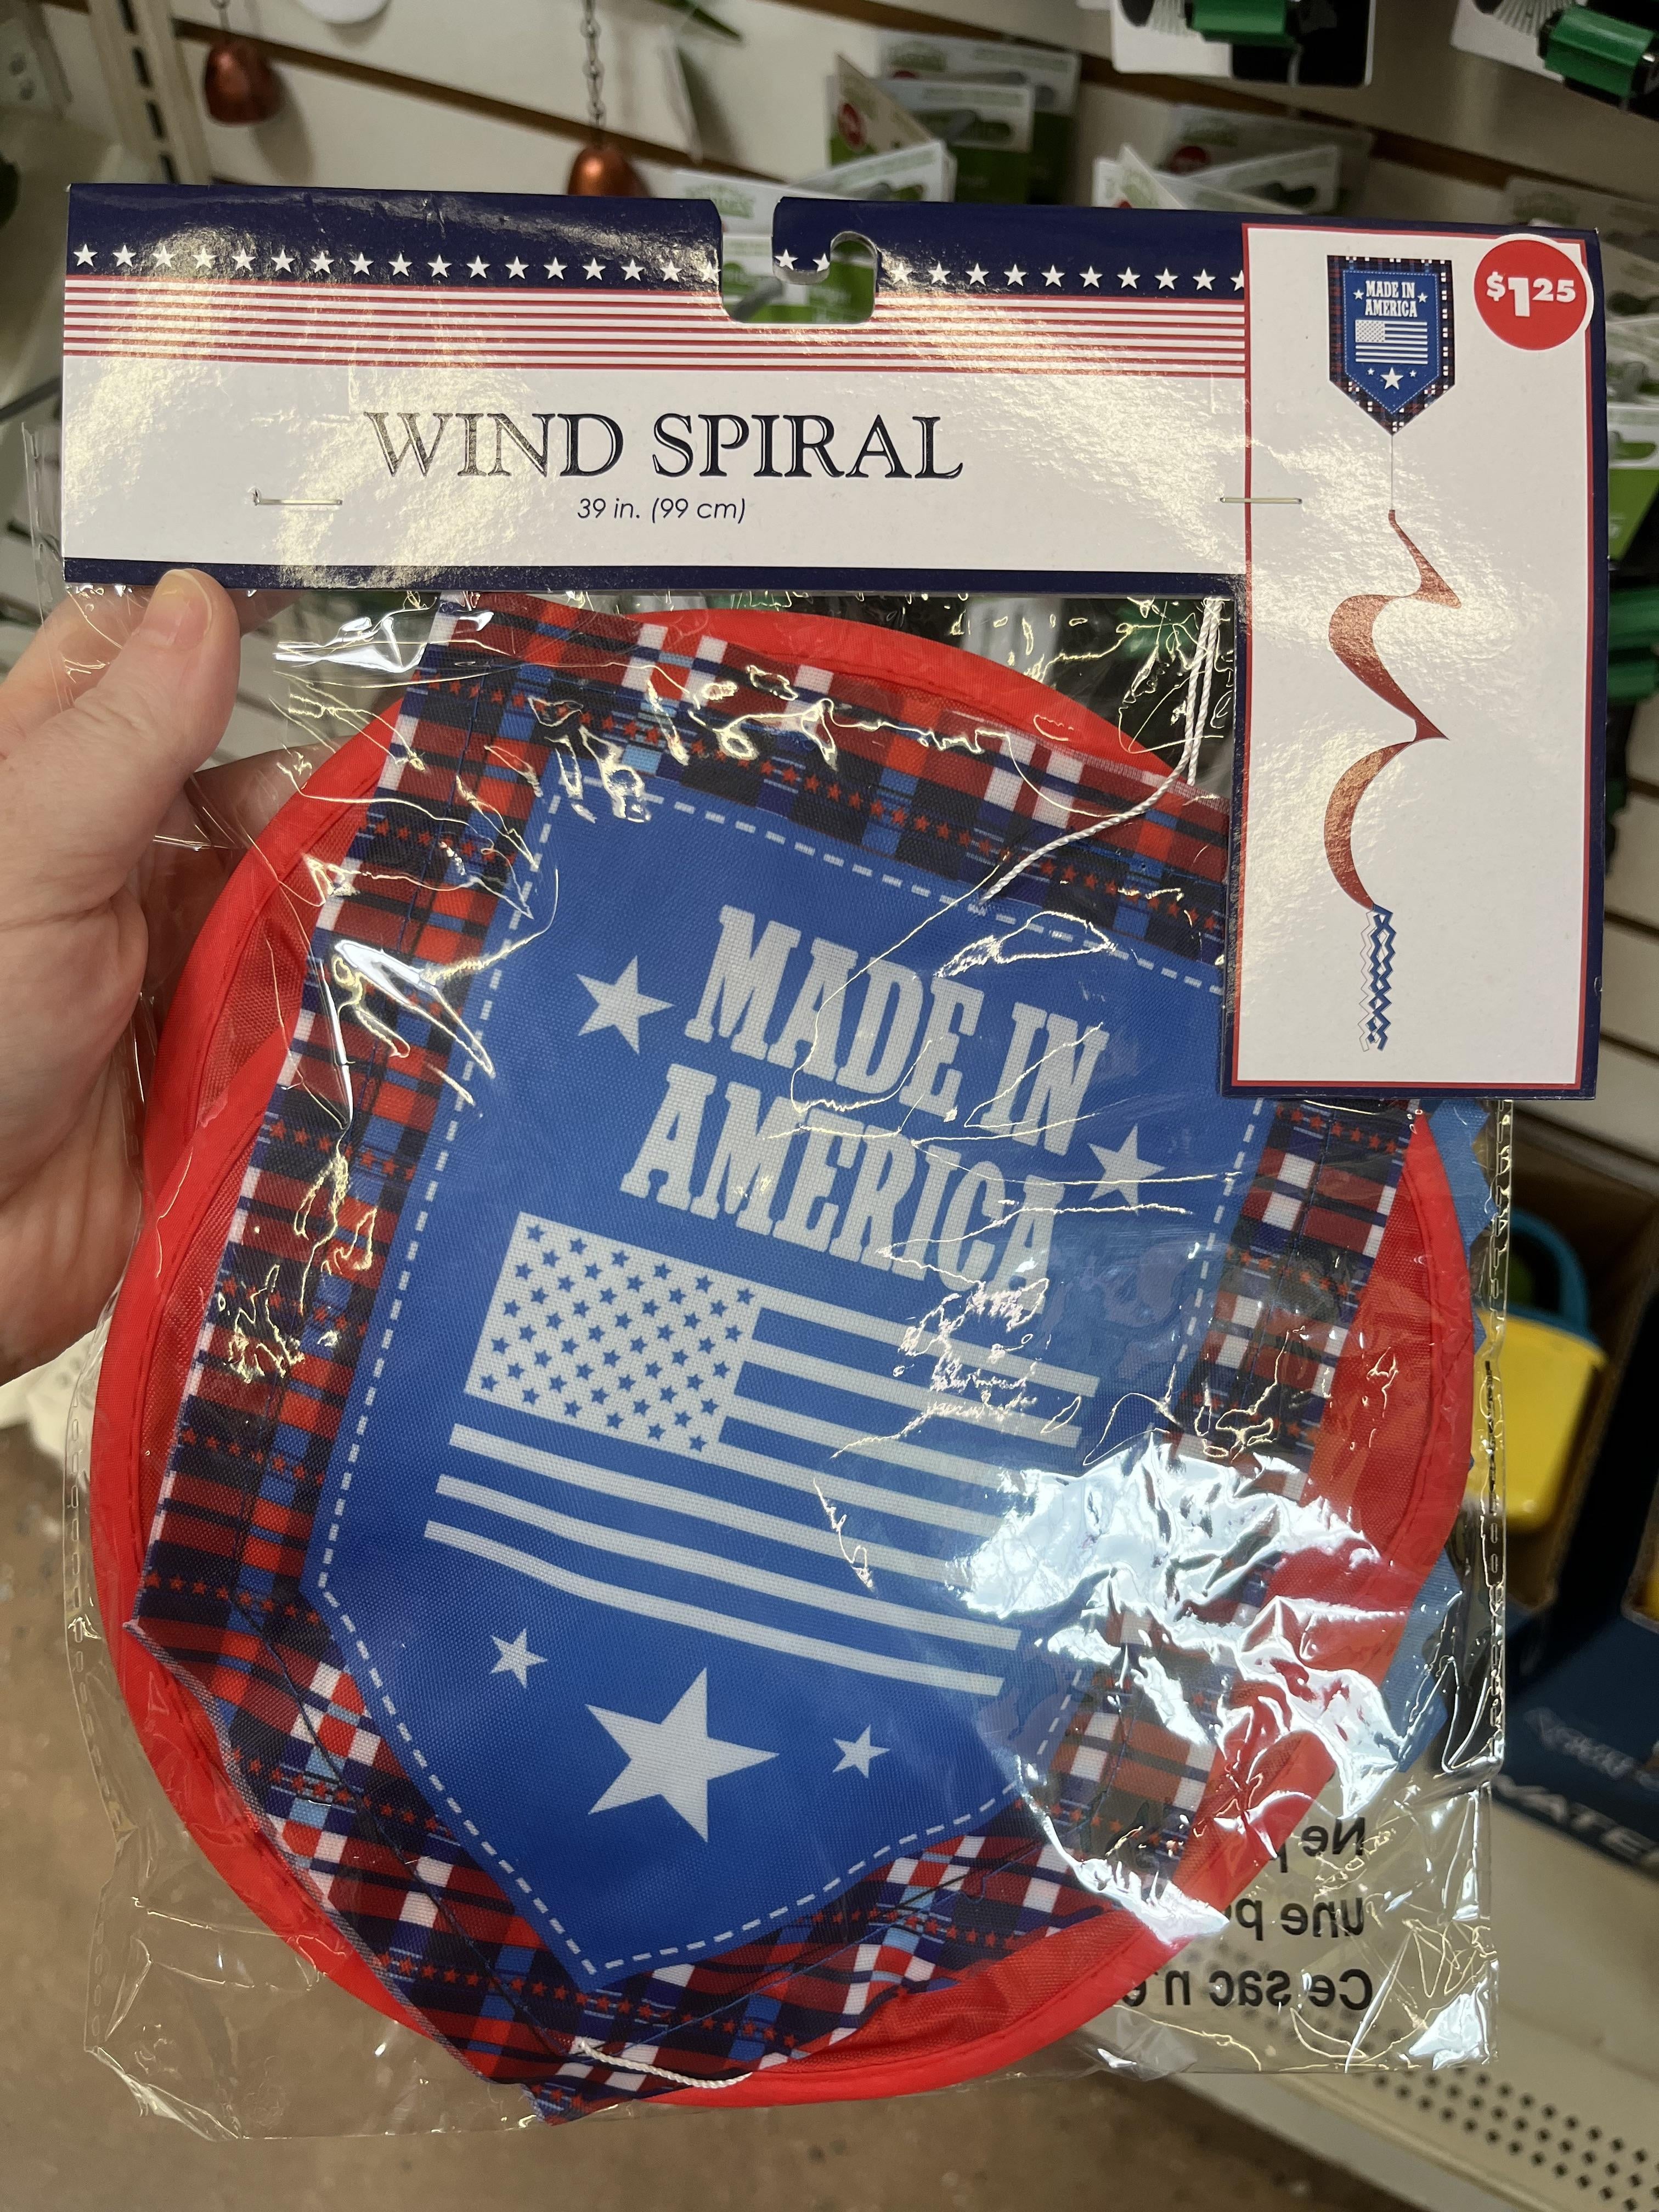 $1.25
MADE IN
AMERICA
WIND SPIRAL
39 in. (99 cm)
MADE IN
AMERICA
Ne
une
Ce sac